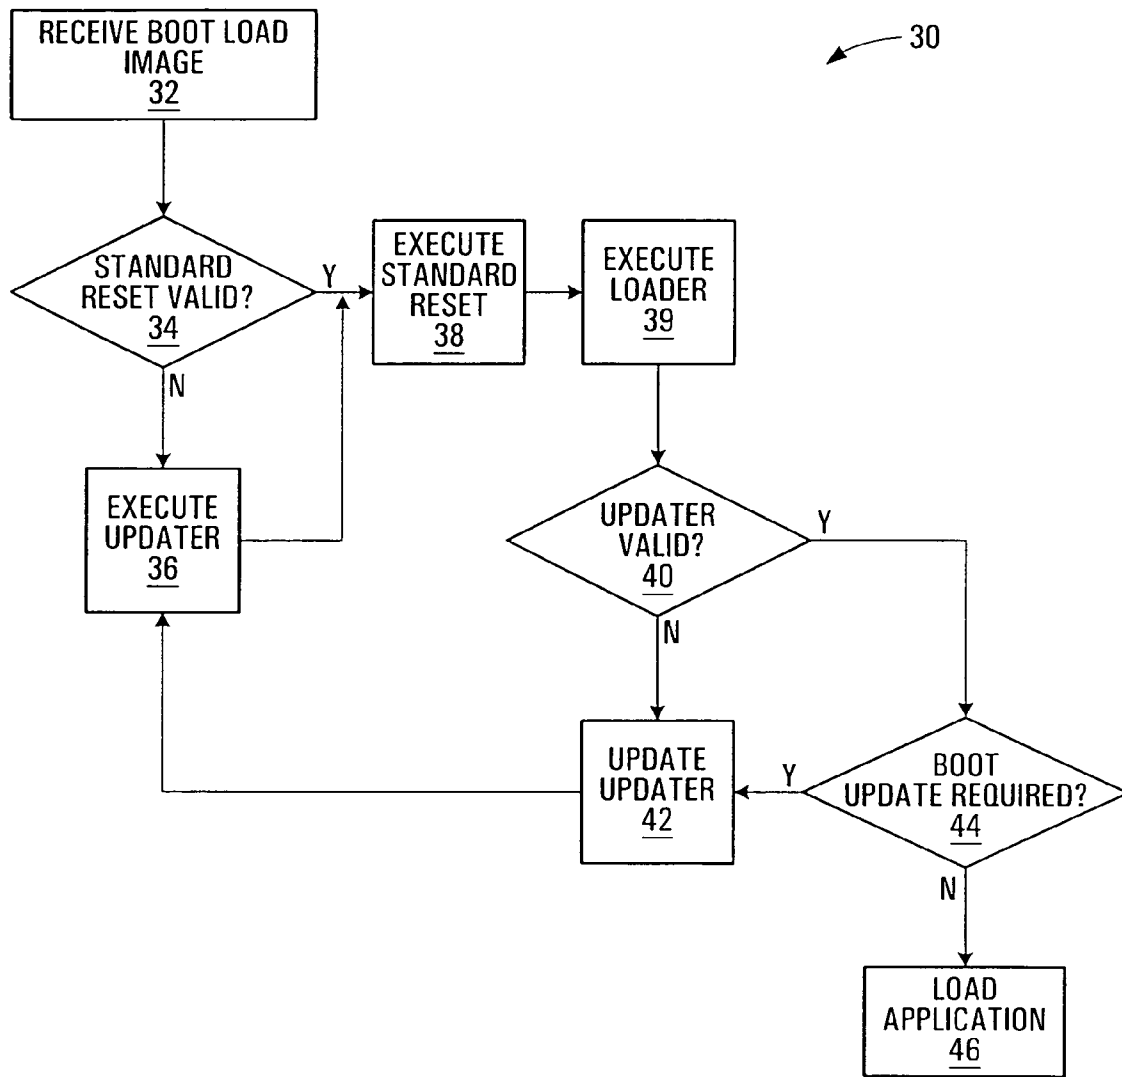 RECEIVE BOOT LOAD
IMAGE
32
30
STANDARD
RESET VALID?
34
Y
N
EXECUTE
STANDARD
RESET
38
EXECUTE
LOADER
39
EXECUTE
UPDATER
36
UPDATER
VALID?
40
Y
N
UPDATE
UPDATER
42
Y
BOOT
UPDATE REQUIRED?
44
N
LOAD
APPLICATION
46